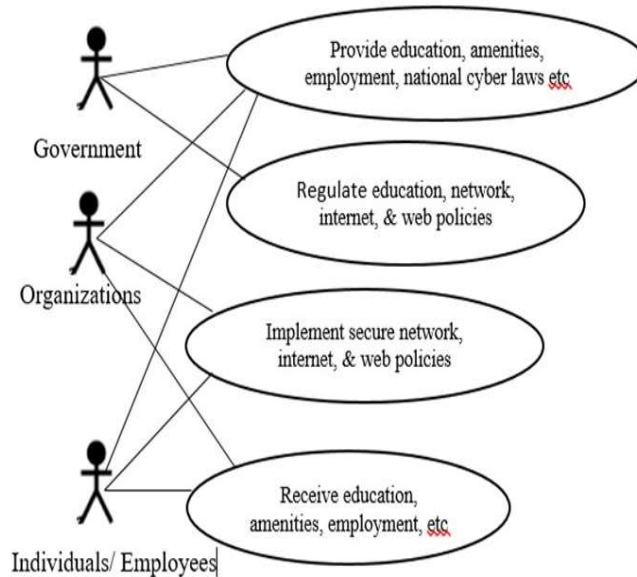 Provide education, amenities,
employment, national cyber laws etc
Government
Regulate education, network,
internet, & web policies
Organizations
Implement secure network,
internet, & web policies
Receive education,
amenities, employment, etc
Individuals/ Employees